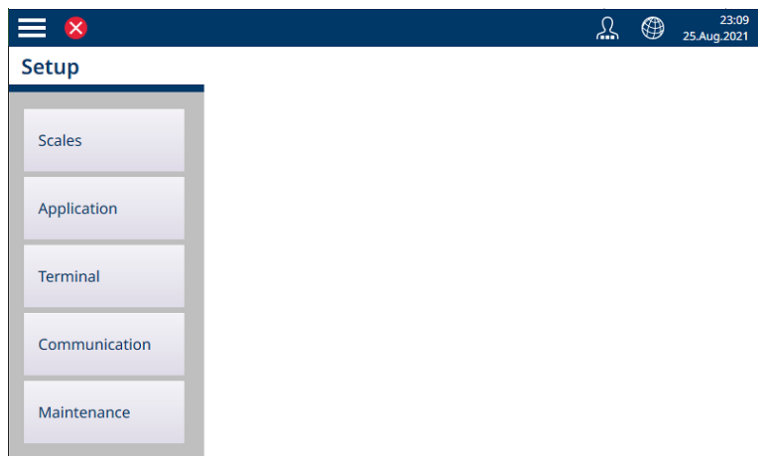 23:09
25.Aug.2021
Setup
Scales
Application
Terminal
Communication
Maintenance